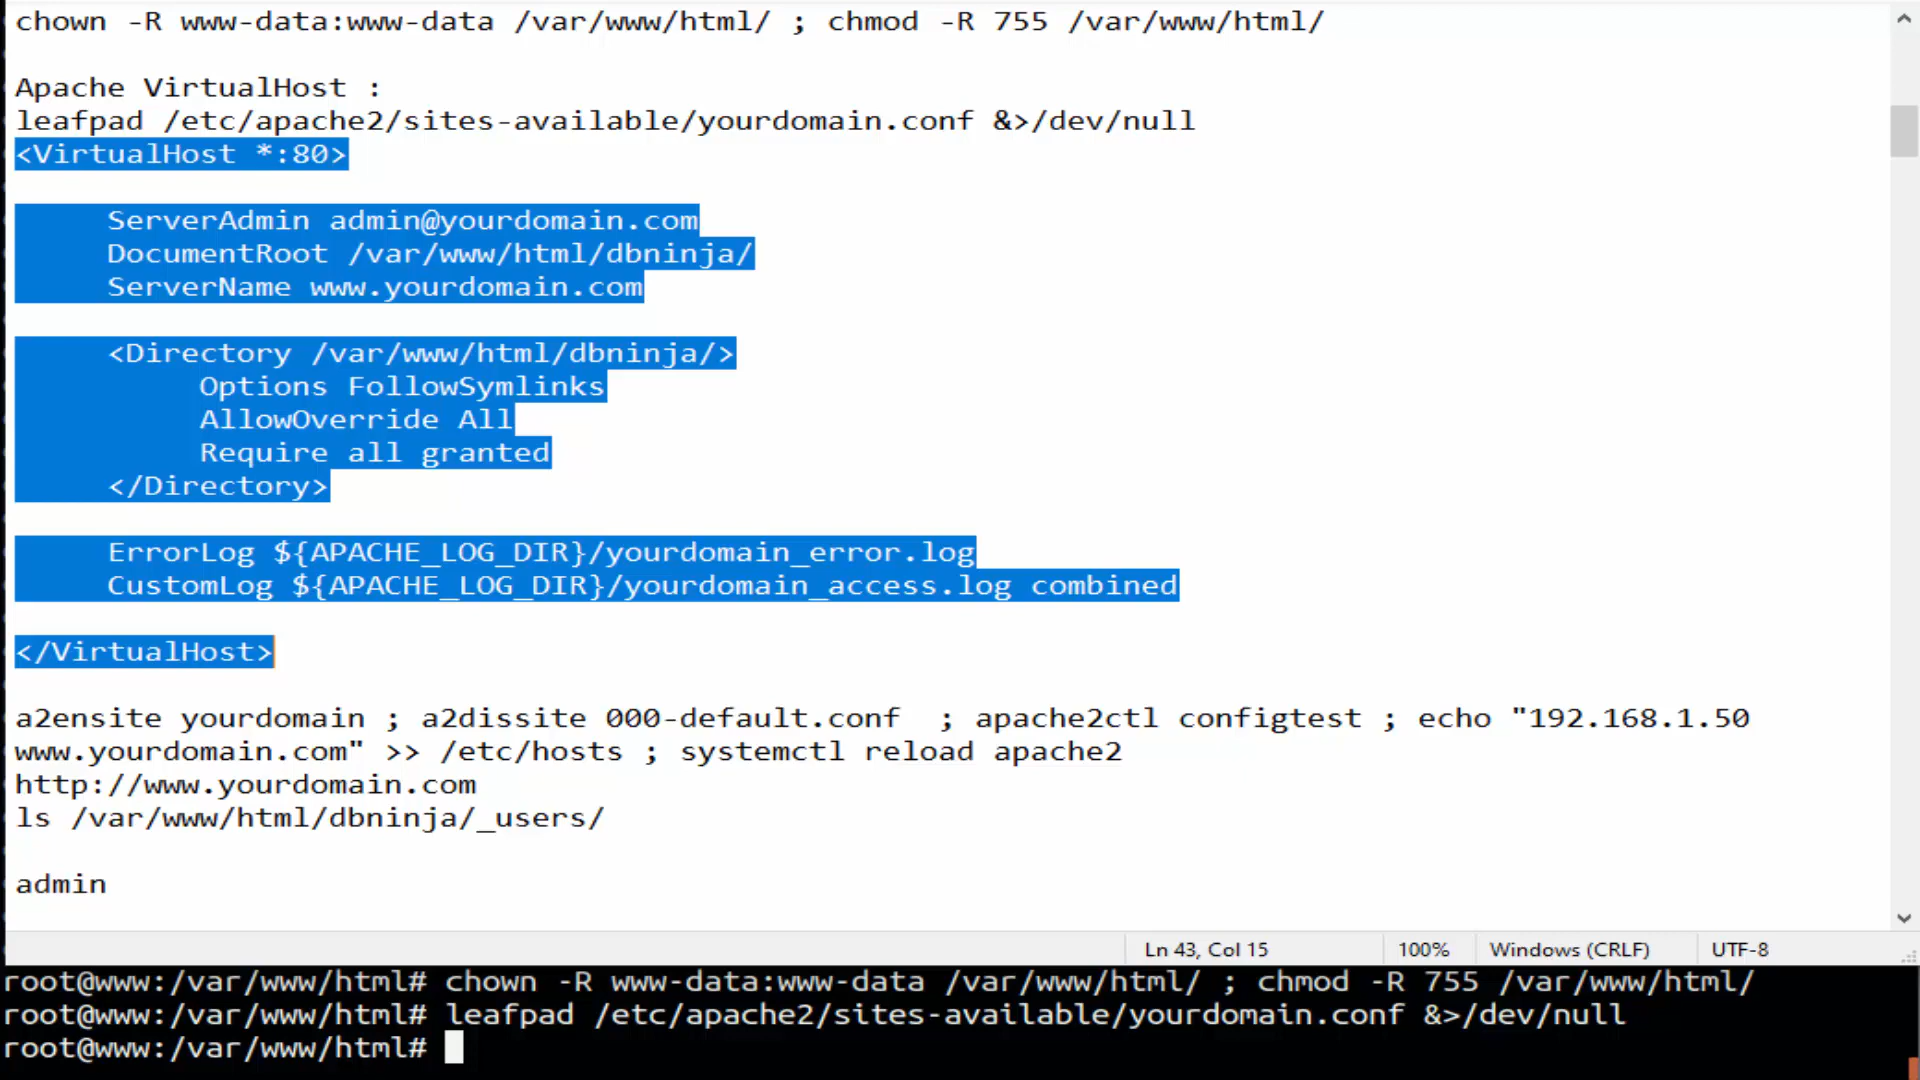 chown -R www-data:www-data /var/www/html/ ; chmod -R 755 /var/www/html/
Apache VirtualHost :
leafpad /etc/apache2/sites-available/yourdomain.conf &>/dev/null
<VirtualHost *:80>
ServerAdmin admin@yourdomain.com
DocumentRoot /var/www/html/dbninja/
ServerName www.yourdomain.com
<Directory /var/www/html/dbninja/>
Options FollowSymlinks
AllowOverride All
Require all granted
</Directory>
ErrorLog ${APACHE_LOG_DIR}/yourdomain_error.log
CustomLog ${APACHE_LOG_DIR}/yourdomain_access.log combined
</VirtualHost>
a2ensite yourdomain ; a2dissite 000-default.conf  ; apache2ctl configtest ; echo "192.168.1.50
www.yourdomain.com" >> /etc/hosts ; systemctl reload apache2
http://www.yourdomain.com
ls /var/www/html/dbninja/_users/
admin
Ln 43, Col 15 100% Windows (CRLF) UTF-8
root@www:/var/www/html# chown -R www-data:www-data /var/www/html/ ; chmod -R 755 /var/www/html/
root@www:/var/www/html# leafpad /etc/apache2/sites-available/yourdomain.conf &>/dev/null
root@www:/var/www/html#